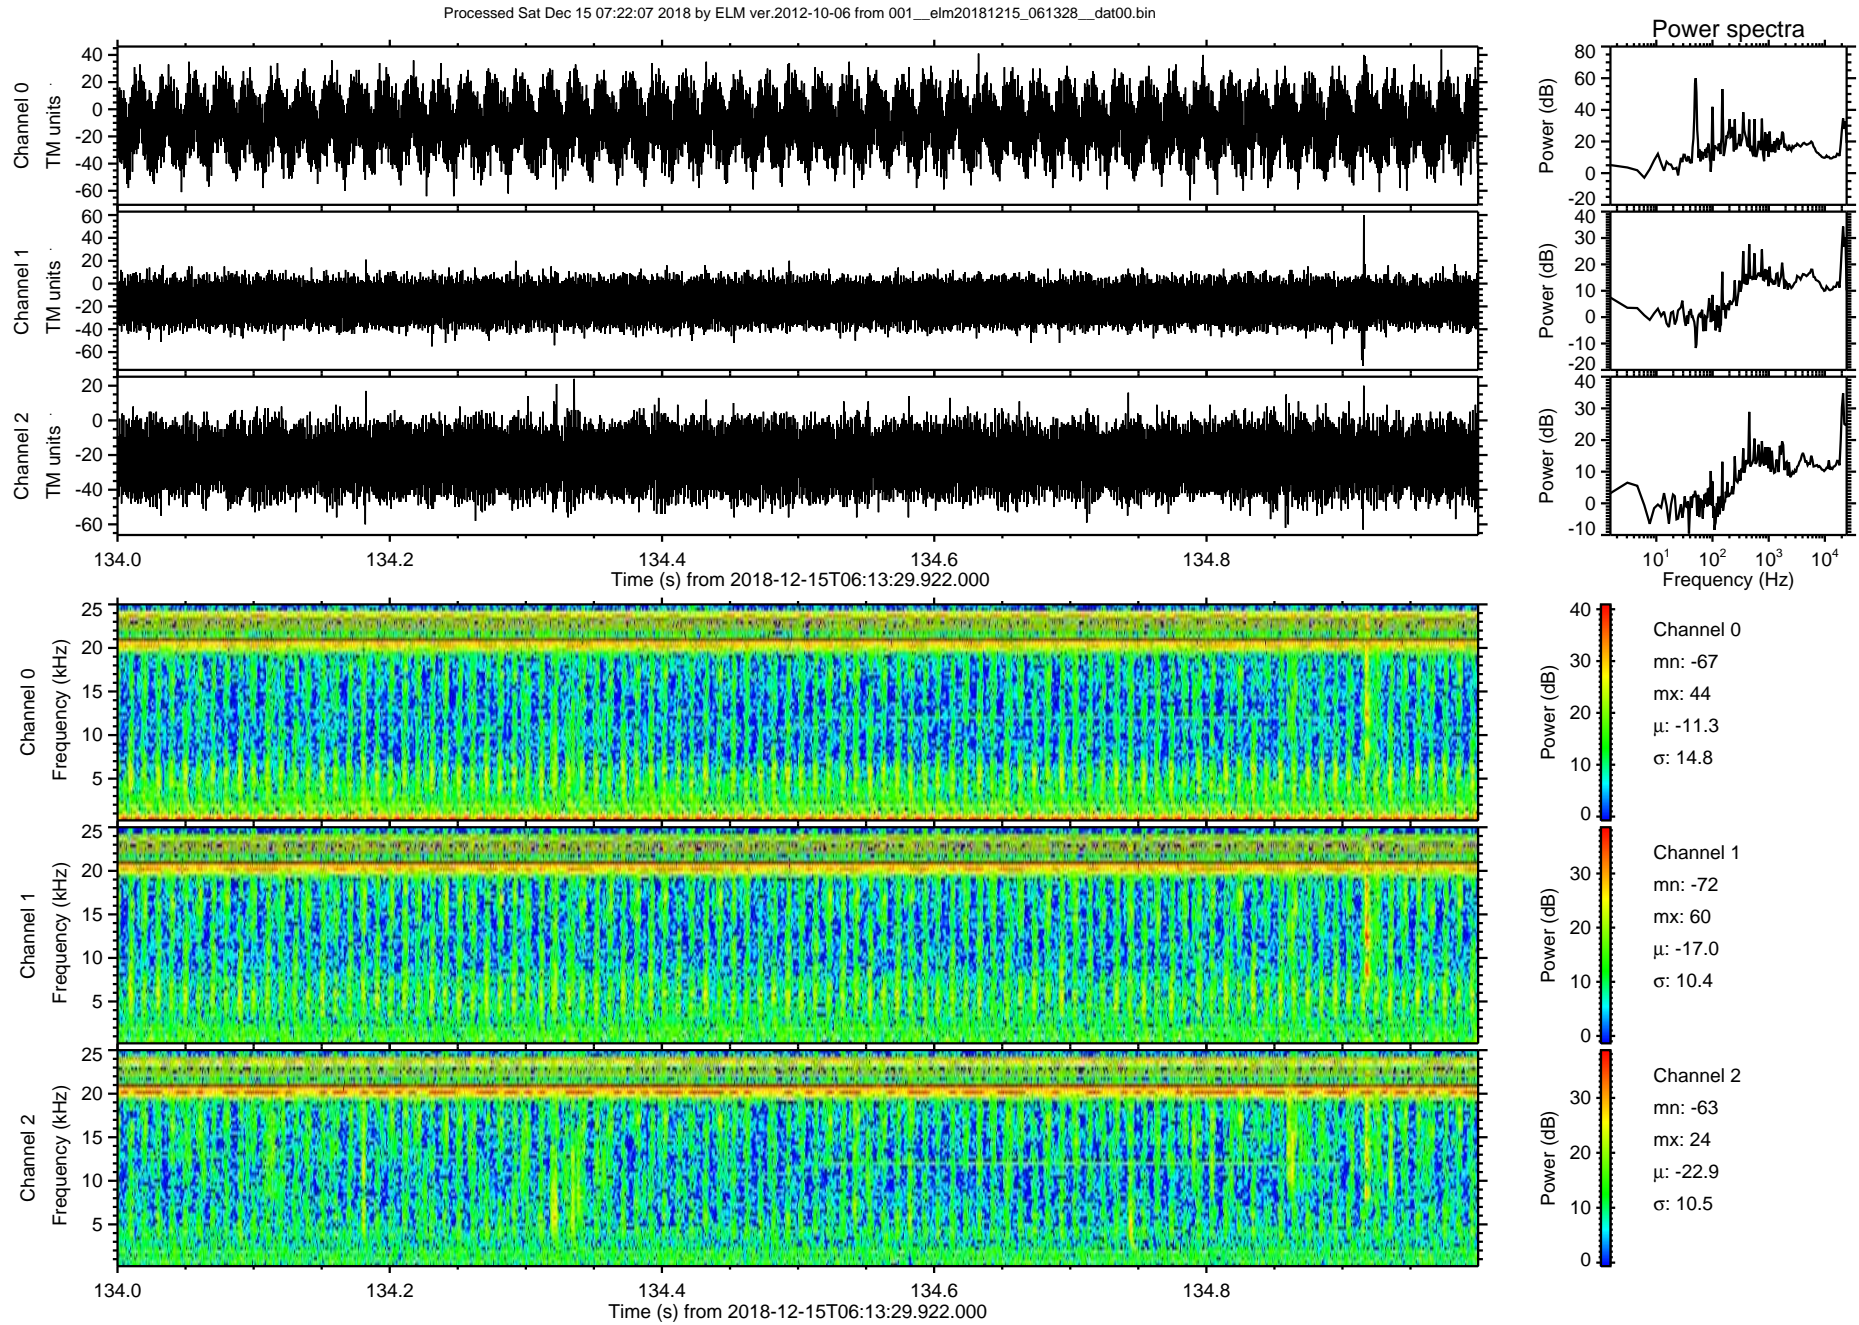 Processed Sat Dec 15 07:22:07 2018 by ELM ver.2012-10-06 from 001__elm20181215_061328__dat00.bin
Power spectra
Channel 0
TM units
40
20
0
-20
-40
-60
Power (dB)
80
60
40
20
0
-20
Channel 1
TM units
60
40
20
0
-20
-40
-60
Power (dB)
40
30
20
10
0
-10
-20
Channel 2
TM units
20
0
-20
-40
-60
Power (dB)
40
30
20
10
0
-10
134.0 134.2 134.4 134.6 134.8
Time (s) from 2018-12-15T06:13:29.922.000
10¹ 10² 10³ 10⁴
Frequency (Hz)
Channel 0
Frequency (kHz)
25
20
15
10
5
Power (dB)
40
30
20
10
0
Channel 0
mn: -67
mx: 44
μ: -11.3
σ: 14.8
Channel 1
Frequency (kHz)
25
20
15
10
5
Power (dB)
30
20
10
0
Channel 1
mn: -72
mx: 60
μ: -17.0
σ: 10.4
Channel 2
Frequency (kHz)
25
20
15
10
5
Power (dB)
30
20
10
0
Channel 2
mn: -63
mx: 24
μ: -22.9
σ: 10.5
134.0 134.2 134.4 134.6 134.8
Time (s) from 2018-12-15T06:13:29.922.000